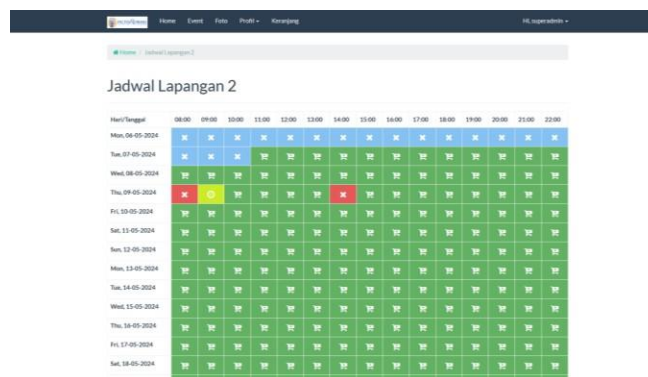 Home Event Foto Profil Keranjang Hi, superadmin
Home / Jadwal Lapangan 2
Jadwal Lapangan 2
Hari/Tanggal 08:00 09:00 10:00 11:00 12:00 13:00 14:00 15:00 16:00 17:00 18:00 19:00 20:00 21:00 22:00
Mon, 06-05-2024
Tue, 07-05-2024
Wed, 08-05-2024
Thu, 09-05-2024
Fri, 10-05-2024
Sat, 11-05-2024
Sun, 12-05-2024
Mon, 13-05-2024
Tue, 14-05-2024
Wed, 15-05-2024
Thu, 16-05-2024
Fri, 17-05-2024
Sat, 18-05-2024